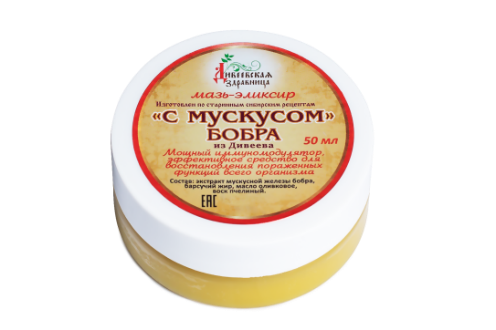 Дивеевская
Здравница
мазь-эликсир
Изготовлен по старинным сибирским рецептам
«С МУСКУСОМ»
БОБРА
из Дивеева
50 мл
Мощный иммуномодулятор,
эффективное средство для
восстановления пораженных
функций всего организма
Состав: экстракт мускусной железы бобра,
барсучий жир, масло оливковое,
воск пчелиный.
ЕАС